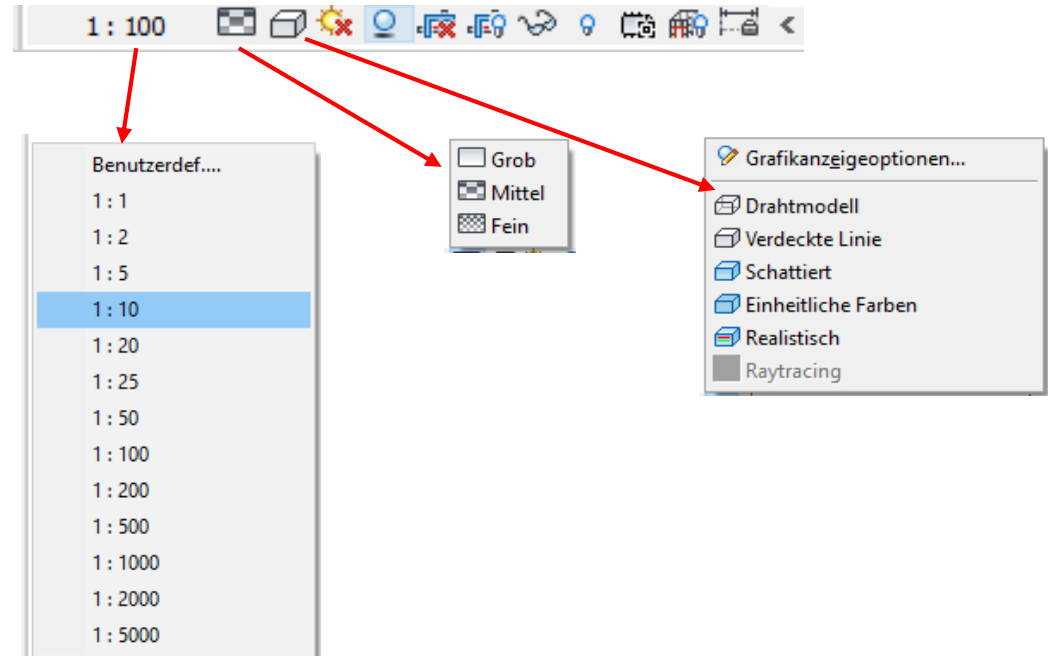 1 : 100
Benutzerdef....
1 : 1
1 : 2
1 : 5
1 : 10
1 : 20
1 : 25
1 : 50
1 : 100
1 : 200
1 : 500
1 : 1000
1 : 2000
1 : 5000
Grob
Mittel
Fein
Grafikanzeigeoptionen...
Drahtmodell
Verdeckte Linie
Schattiert
Einheitliche Farben
Realistisch
Raytracing